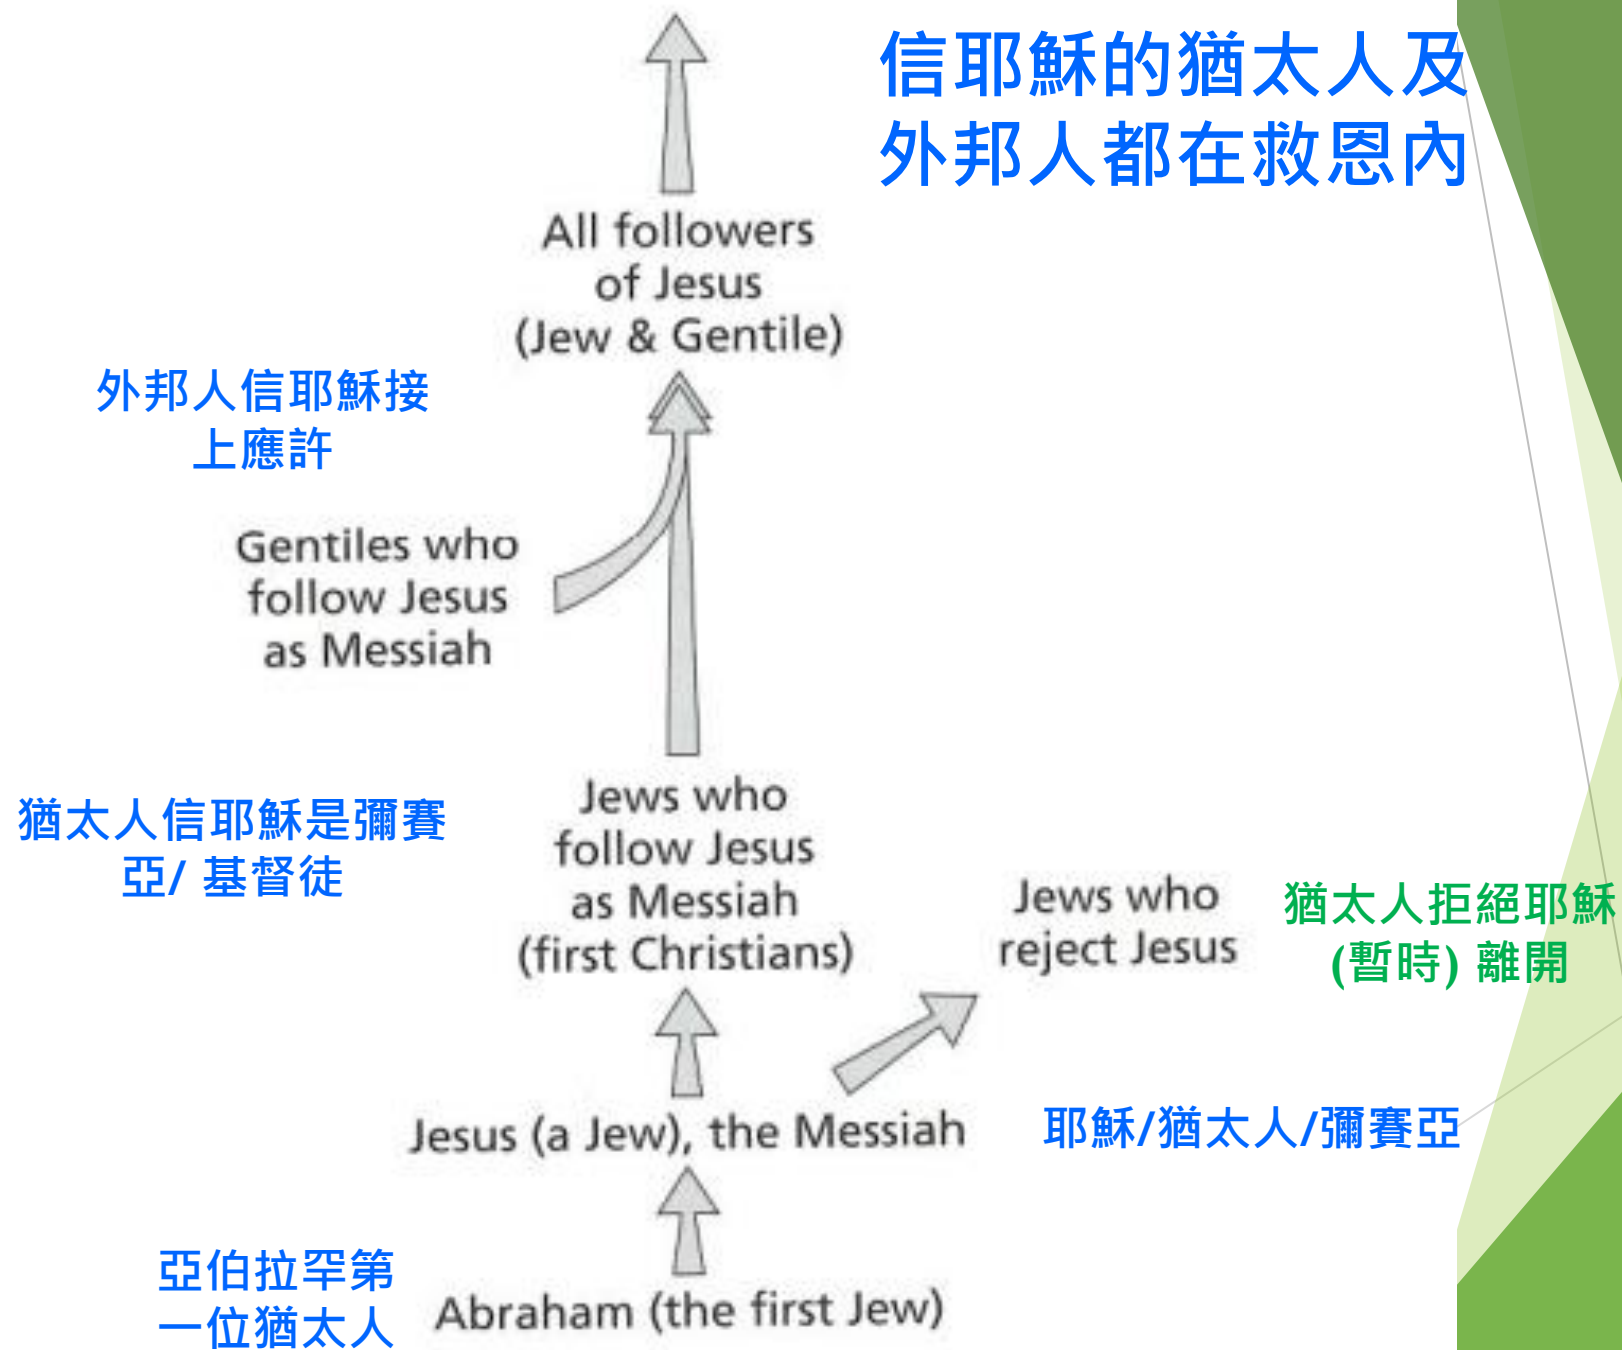 信耶穌的猶太人及
外邦人都在救恩內
All followers
of Jesus
(Jew & Gentile)
外邦人信耶穌接
上應許
Gentiles who
follow Jesus
as Messiah
猶太人信耶穌是彌賽
亞/ 基督徒
Jews who
follow Jesus
as Messiah
(first Christians)
Jews who
reject Jesus
猶太人拒絕耶穌
(暫時) 離開
Jesus (a Jew), the Messiah
耶穌/猶太人/彌賽亞
亞伯拉罕第
一位猶太人
Abraham (the first Jew)